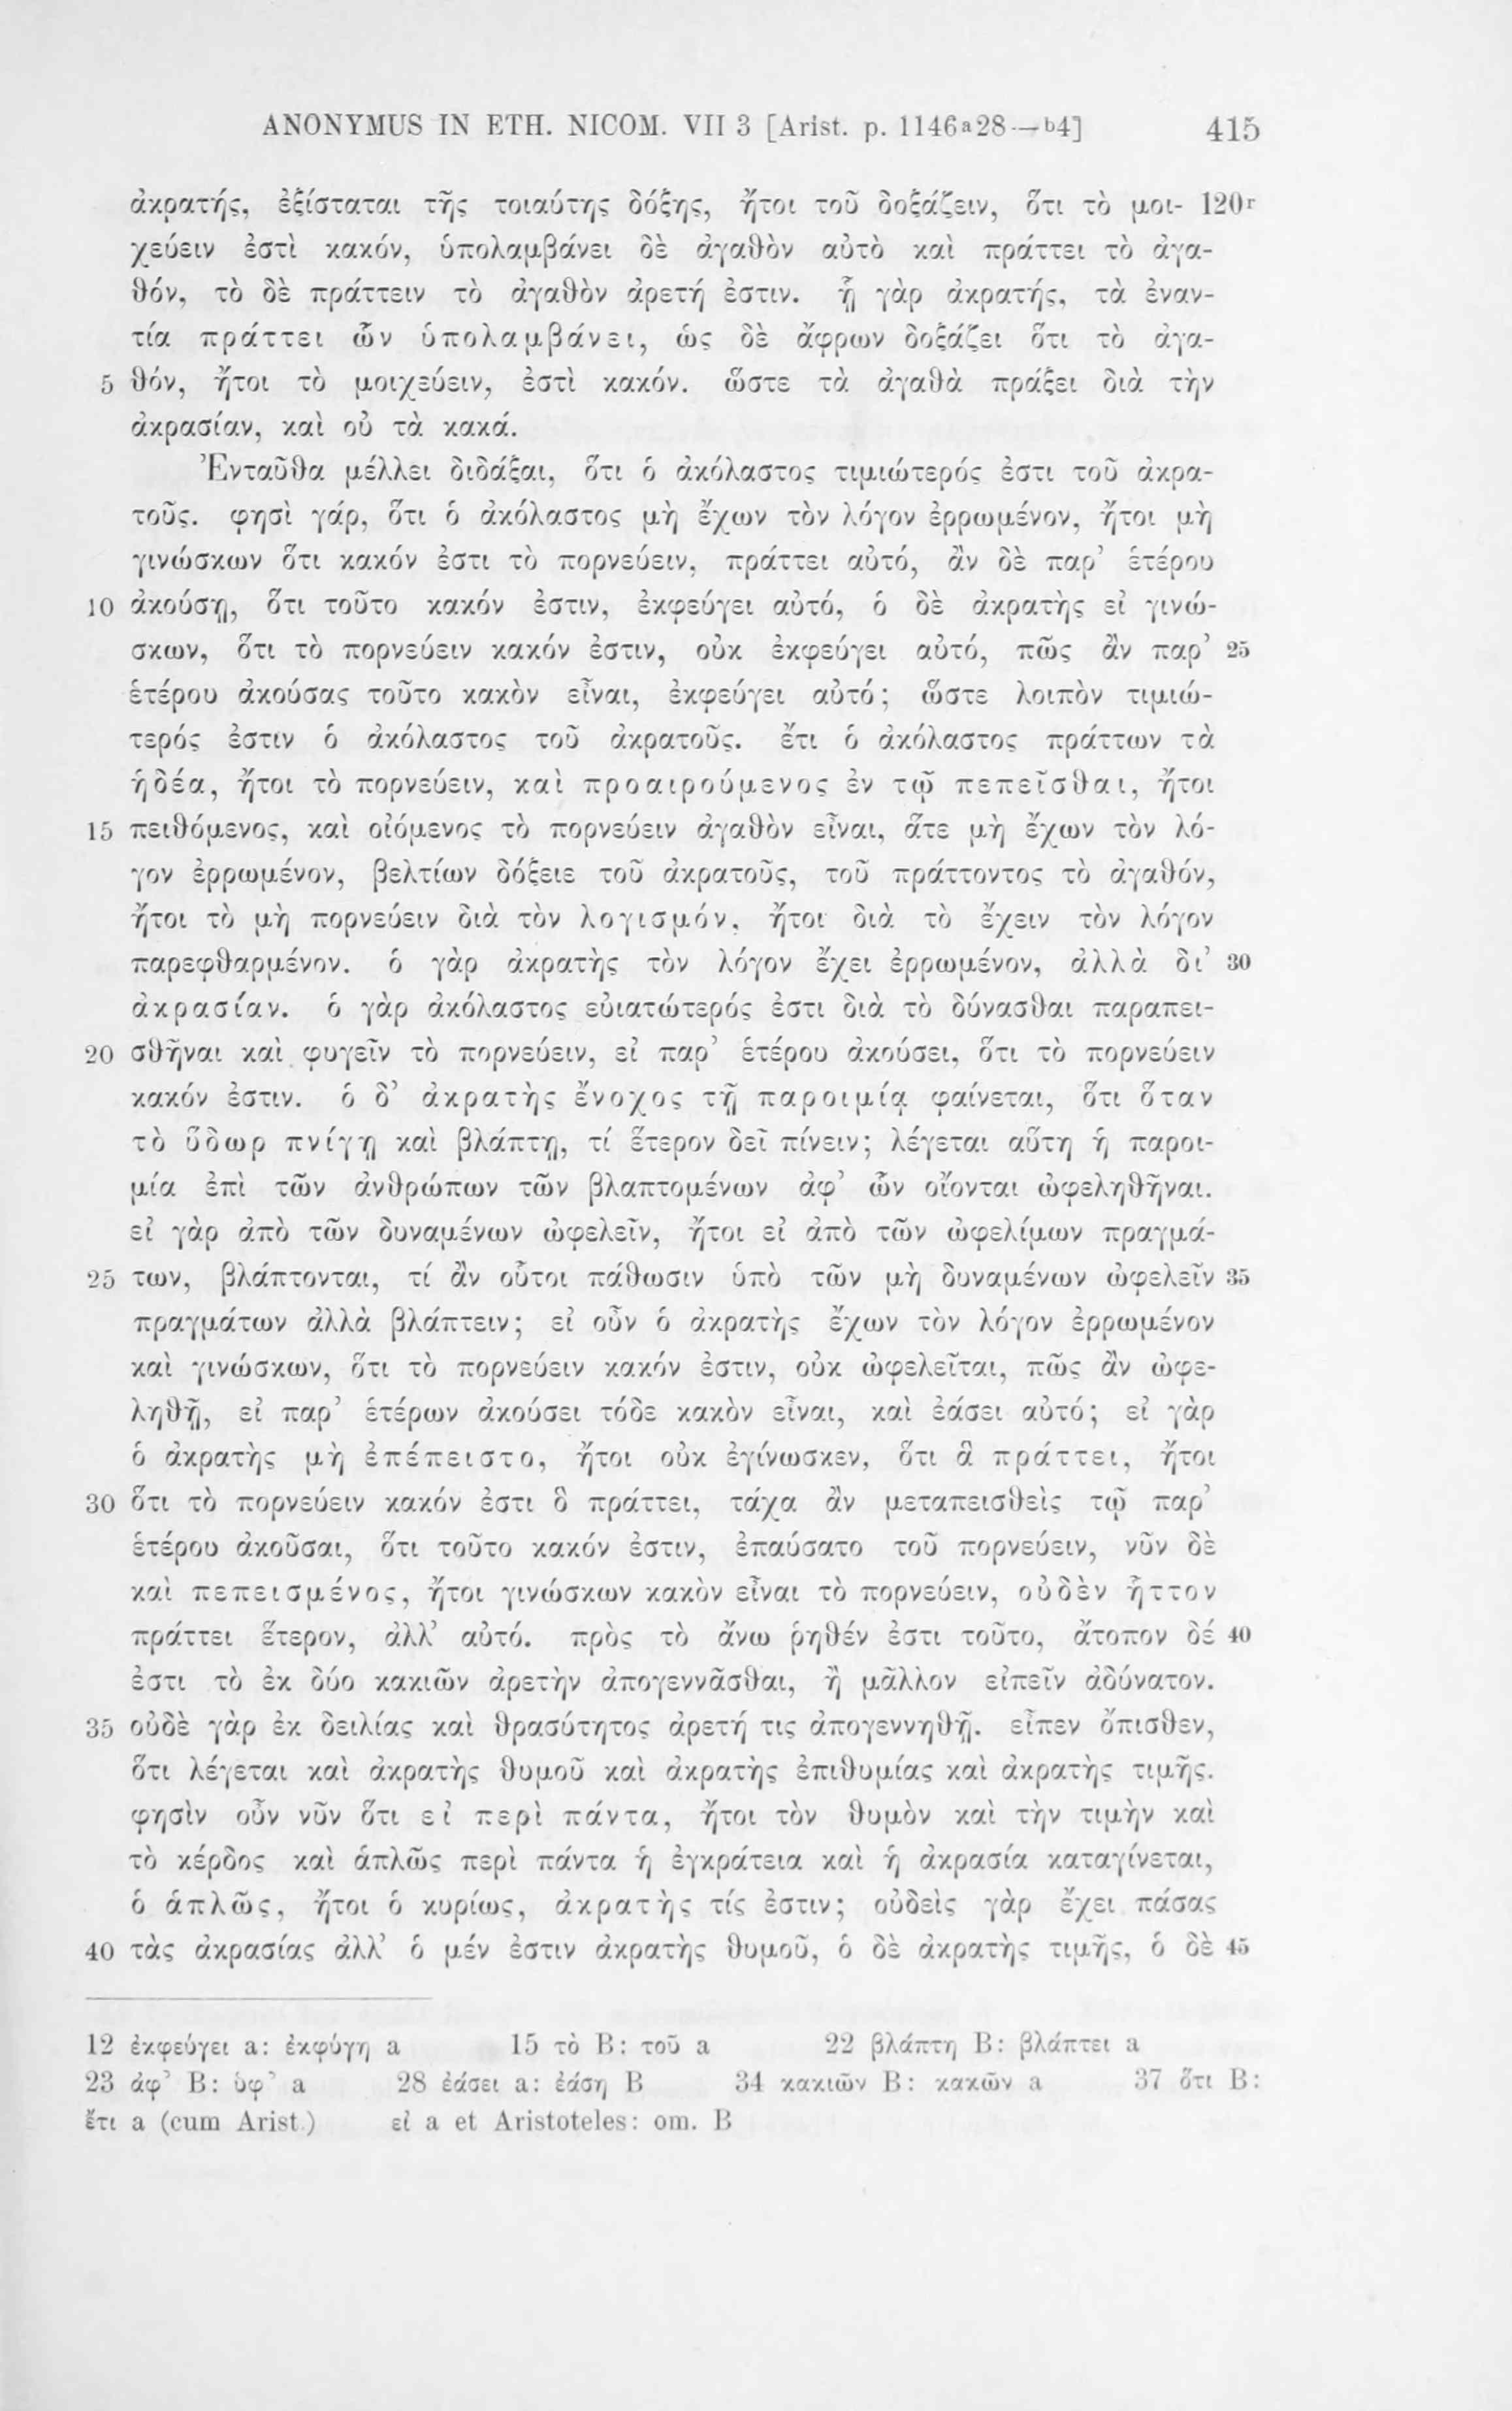 ANONYMUS IN ETH. NICOM. VII 3 [Arist. p. 1146a28—b4] 415
ἀκρατής, ἐξίσταται τῆς τοιαύτης δόξης, ἤτοι τοῦ δοξάζειν, ὅτι τὸ μοι- 120r
χεύειν ἐστὶ κακόν, ὑπολαμβάνει δὲ ἀγαθὸν αὐτὸ καὶ πράττει τὸ ἀγα-
θόν, τὸ δὲ πράττειν τὸ ἀγαθὸν ἀρετή ἐστιν. ᾗ γὰρ ἀκρατής, τὰ ἐναν-
τία πράττει ὧν ὑπολαμβάνει, ὡς δὲ ἄφρων δοξάζει ὅτι τὸ ἀγα-
5 θόν, ἤτοι τὸ μοιχεύειν, ἐστὶ κακόν. ὥστε τὰ ἀγαθὰ πράξει διὰ τὴν
ἀκρασίαν, καὶ οὐ τὰ κακά.
Ἐνταῦθα μέλλει διδάξαι, ὅτι ὁ ἀκόλαστος τιμιώτερός ἐστι τοῦ ἀκρα-
τοῦς. φησὶ γάρ, ὅτι ὁ ἀκόλαστος μὴ ἔχων τὸν λόγον ἐρρωμένον, ἤτοι μὴ
γινώσκων ὅτι κακόν ἐστι τὸ πορνεύειν, πράττει αὐτό, ἂν δὲ παρ’ ἑτέρου
10 ἀκούσῃ, ὅτι τοῦτο κακόν ἐστιν, ἐκφεύγει αὐτό, ὁ δὲ ἀκρατὴς εἰ γινώ-
σκων, ὅτι τὸ πορνεύειν κακόν ἐστιν, οὐκ ἐκφεύγει αὐτό, πῶς ἂν παρ’ 25
ἑτέρου ἀκούσας τοῦτο κακὸν εἶναι, ἐκφεύγει αὐτό; ὥστε λοιπὸν τιμιώ-
τερός ἐστιν ὁ ἀκόλαστος τοῦ ἀκρατοῦς. ἔτι ὁ ἀκόλαστος πράττων τὰ
ἡδέα, ἤτοι τὸ πορνεύειν, καὶ προαιρούμενος ἐν τῷ πεπεῖσθαι, ἤτοι
15 πειθόμενος, καὶ οἰόμενος τὸ πορνεύειν ἀγαθὸν εἶναι, ἅτε μὴ ἔχων τὸν λό-
γον ἐρρωμένον, βελτίων δόξειε τοῦ ἀκρατοῦς, τοῦ πράττοντος τὸ ἀγαθόν,
ἤτοι τὸ μὴ πορνεύειν διὰ τὸν λογισμόν, ἤτοι διὰ τὸ ἔχειν τὸν λόγον
παρεφθαρμένον. ὁ γὰρ ἀκρατὴς τὸν λόγον ἔχει ἐρρωμένον, ἀλλὰ δι’ 30
ἀκρασίαν. ὁ γὰρ ἀκόλαστος εὐιατώτερός ἐστι διὰ τὸ δύνασθαι παραπει-
20 σθῆναι καὶ φυγεῖν τὸ πορνεύειν, εἰ παρ’ ἑτέρου ἀκούσει, ὅτι τὸ πορνεύειν
κακόν ἐστιν. ὁ δ’ ἀκρατὴς ἔνοχος τῇ παροιμίᾳ φαίνεται, ὅτι ὅταν
τὸ ὕδωρ πνίγῃ καὶ βλάπτῃ, τί ἕτερον δεῖ πίνειν; λέγεται αὕτη ἡ παροι-
μία ἐπὶ τῶν ἀνθρώπων τῶν βλαπτομένων ἀφ’ ὧν οἴονται ὠφεληθῆναι.
εἰ γὰρ ἀπὸ τῶν δυναμένων ὠφελεῖν, ἤτοι εἰ ἀπὸ τῶν ὠφελίμων πραγμά-
25 των, βλάπτονται, τί ἂν οὗτοι πάθωσιν ὑπὸ τῶν μὴ δυναμένων ὠφελεῖν 35
πραγμάτων ἀλλὰ βλάπτειν; εἰ οὖν ὁ ἀκρατὴς ἔχων τὸν λόγον ἐρρωμένον
καὶ γινώσκων, ὅτι τὸ πορνεύειν κακόν ἐστιν, οὐκ ὠφελεῖται, πῶς ἂν ὠφε-
ληθῇ, εἰ παρ’ ἑτέρων ἀκούσει τόδε κακὸν εἶναι, καὶ ἐάσει αὐτό; εἰ γὰρ
ὁ ἀκρατὴς μὴ ἐπέπειστο, ἤτοι οὐκ ἐγίνωσκεν, ὅτι ἃ πράττει, ἤτοι
30 ὅτι τὸ πορνεύειν κακόν ἐστι ὃ πράττει, τάχα ἂν μεταπεισθεὶς τῷ παρ’
ἑτέρου ἀκοῦσαι, ὅτι τοῦτο κακόν ἐστιν, ἐπαύσατο τοῦ πορνεύειν, νῦν δὲ
καὶ πεπεισμένος, ἤτοι γινώσκων κακὸν εἶναι τὸ πορνεύειν, οὐδὲν ἧττον
πράττει ἕτερον, ἀλλ’ αὐτό. πρὸς τὸ ἄνω ῥηθέν ἐστι τοῦτο, ἄτοπον δέ 40
ἐστι τὸ ἐκ δύο κακιῶν ἀρετὴν ἀπογεννᾶσθαι, ἢ μᾶλλον εἰπεῖν ἀδύνατον.
35 οὐδὲ γὰρ ἐκ δειλίας καὶ θρασύτητος ἀρετή τις ἀπογεννηθῇ. εἶπεν ὄπισθεν,
ὅτι λέγεται καὶ ἀκρατὴς θυμοῦ καὶ ἀκρατὴς ἐπιθυμίας καὶ ἀκρατὴς τιμῆς.
φησὶν οὖν νῦν ὅτι εἰ περὶ πάντα, ἤτοι τὸν θυμὸν καὶ τὴν τιμὴν καὶ
τὸ κέρδος καὶ ἁπλῶς περὶ πάντα ἡ ἐγκράτεια καὶ ἡ ἀκρασία καταγίνεται,
ὁ ἁπλῶς, ἤτοι ὁ κυρίως, ἀκρατὴς τίς ἐστιν; οὐδεὶς γὰρ ἔχει πάσας
40 τὰς ἀκρασίας ἀλλ’ ὁ μέν ἐστιν ἀκρατὴς θυμοῦ, ὁ δὲ ἀκρατὴς τιμῆς, ὁ δὲ 45
12 ἐκφεύγει a: ἐκφύγη a 15 τὸ B: τοῦ a 22 βλάπτη B: βλάπτει a
23 ἀφ’ B: ὑφ’ a 28 ἐάσει a: ἐάση B 34 κακιῶν B: κακῶν a 37 ὅτι B:
ἔτι a (cum Arist.) εἰ a et Aristoteles: om. B